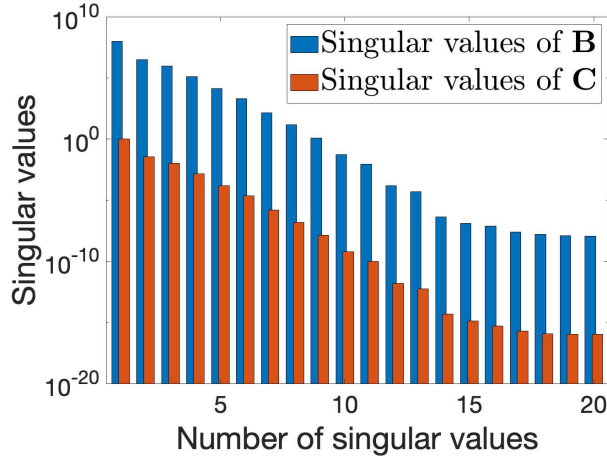 10^10
Singular values of B
Singular values of C
10^0
10^-10
10^-20
Singular values
5
10
15
20
Number of singular values